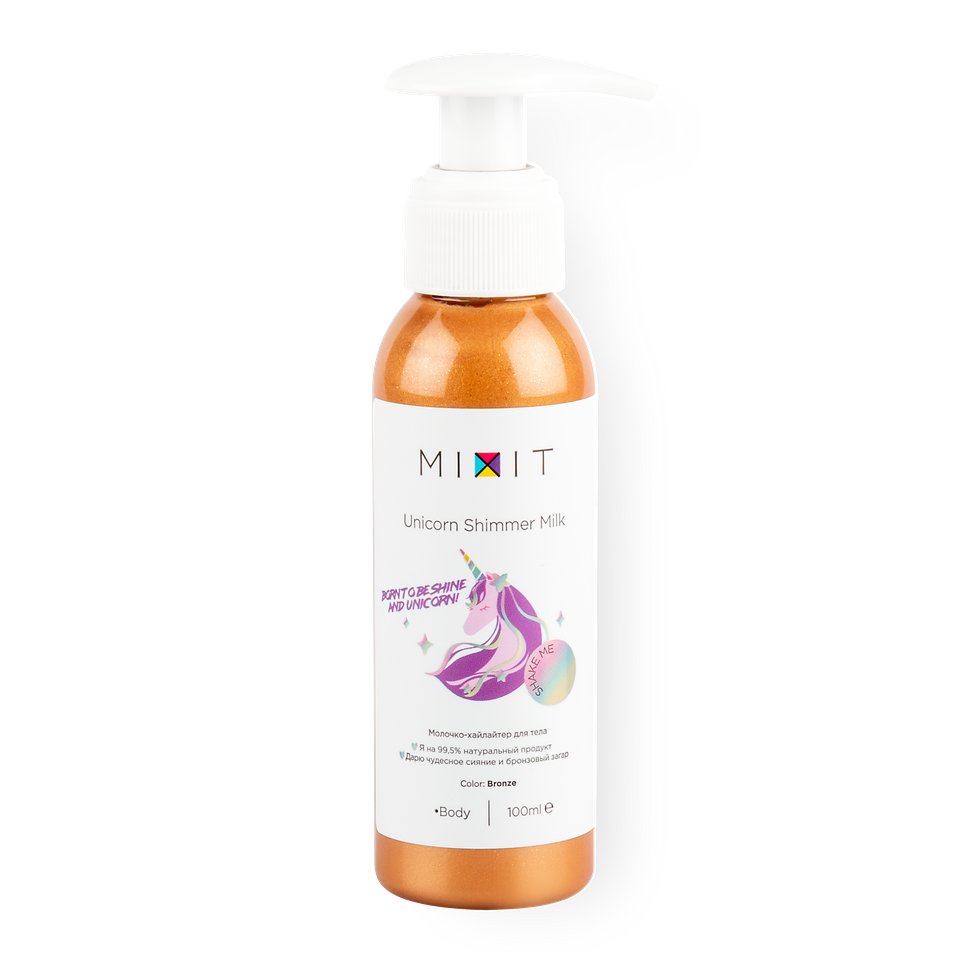 MIXIT
Unicorn Shimmer Milk
BORN TO BE SHINE
AND UNICORN!
SHAKE ME
Молочко-хайлайтер для тела
Я на 99,5% натуральный продукт
Дарю чудесное сияние и бронзовый загар
Color: Bronze
•Body | 100ml ℮